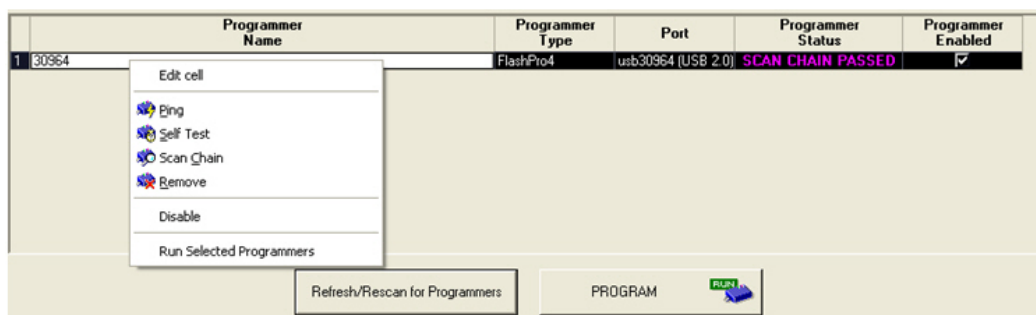 Programmer Name Programmer Type Port Programmer Status Programmer Enabled
1 30964 FlashPro4 usb30964 (USB 2.0) SCAN CHAIN PASSED
Edit cell
Ping
Self Test
Scan Chain
Remove
Disable
Run Selected Programmers
Refresh/Rescan for Programmers PROGRAM RUN